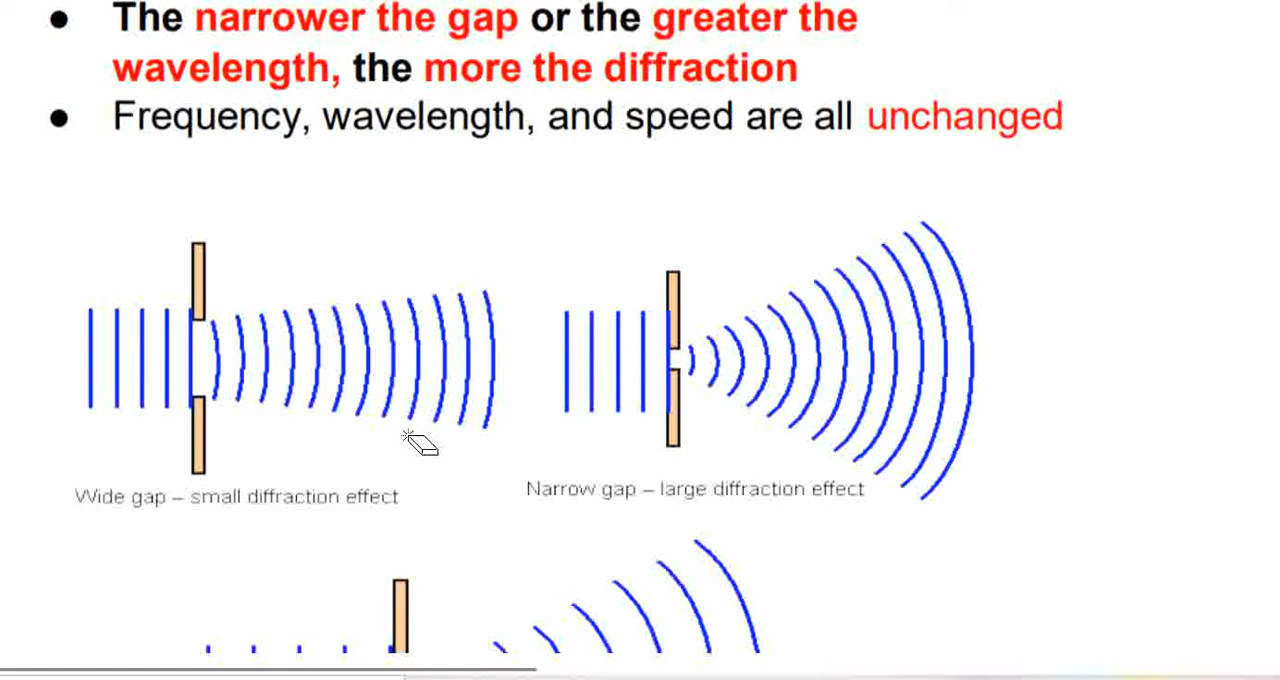 ● The narrower the gap or the greater the
wavelength, the more the diffraction
● Frequency, wavelength, and speed are all unchanged
Wide gap – small diffraction effect
Narrow gap – large diffraction effect